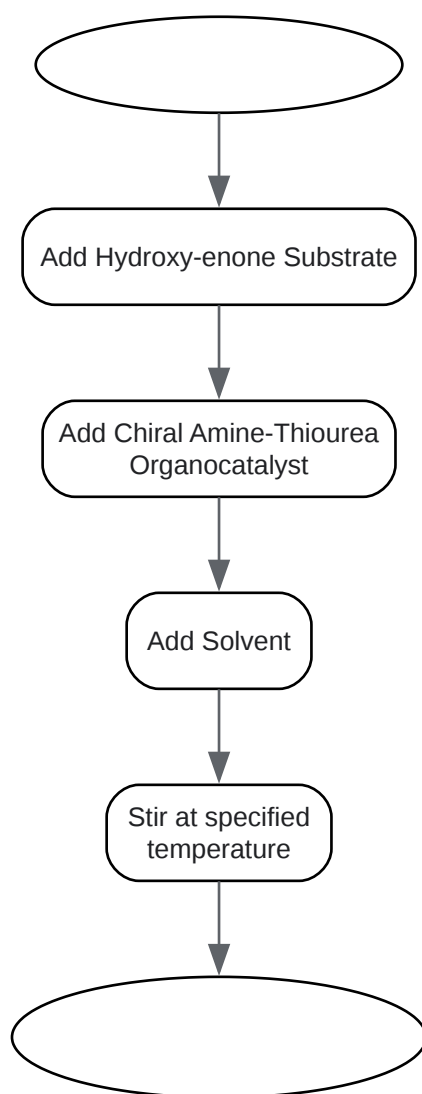 Add Hydroxy-enone Substrate
Add Chiral Amine-Thiourea
Organocatalyst
Add Solvent
Stir at specified
temperature